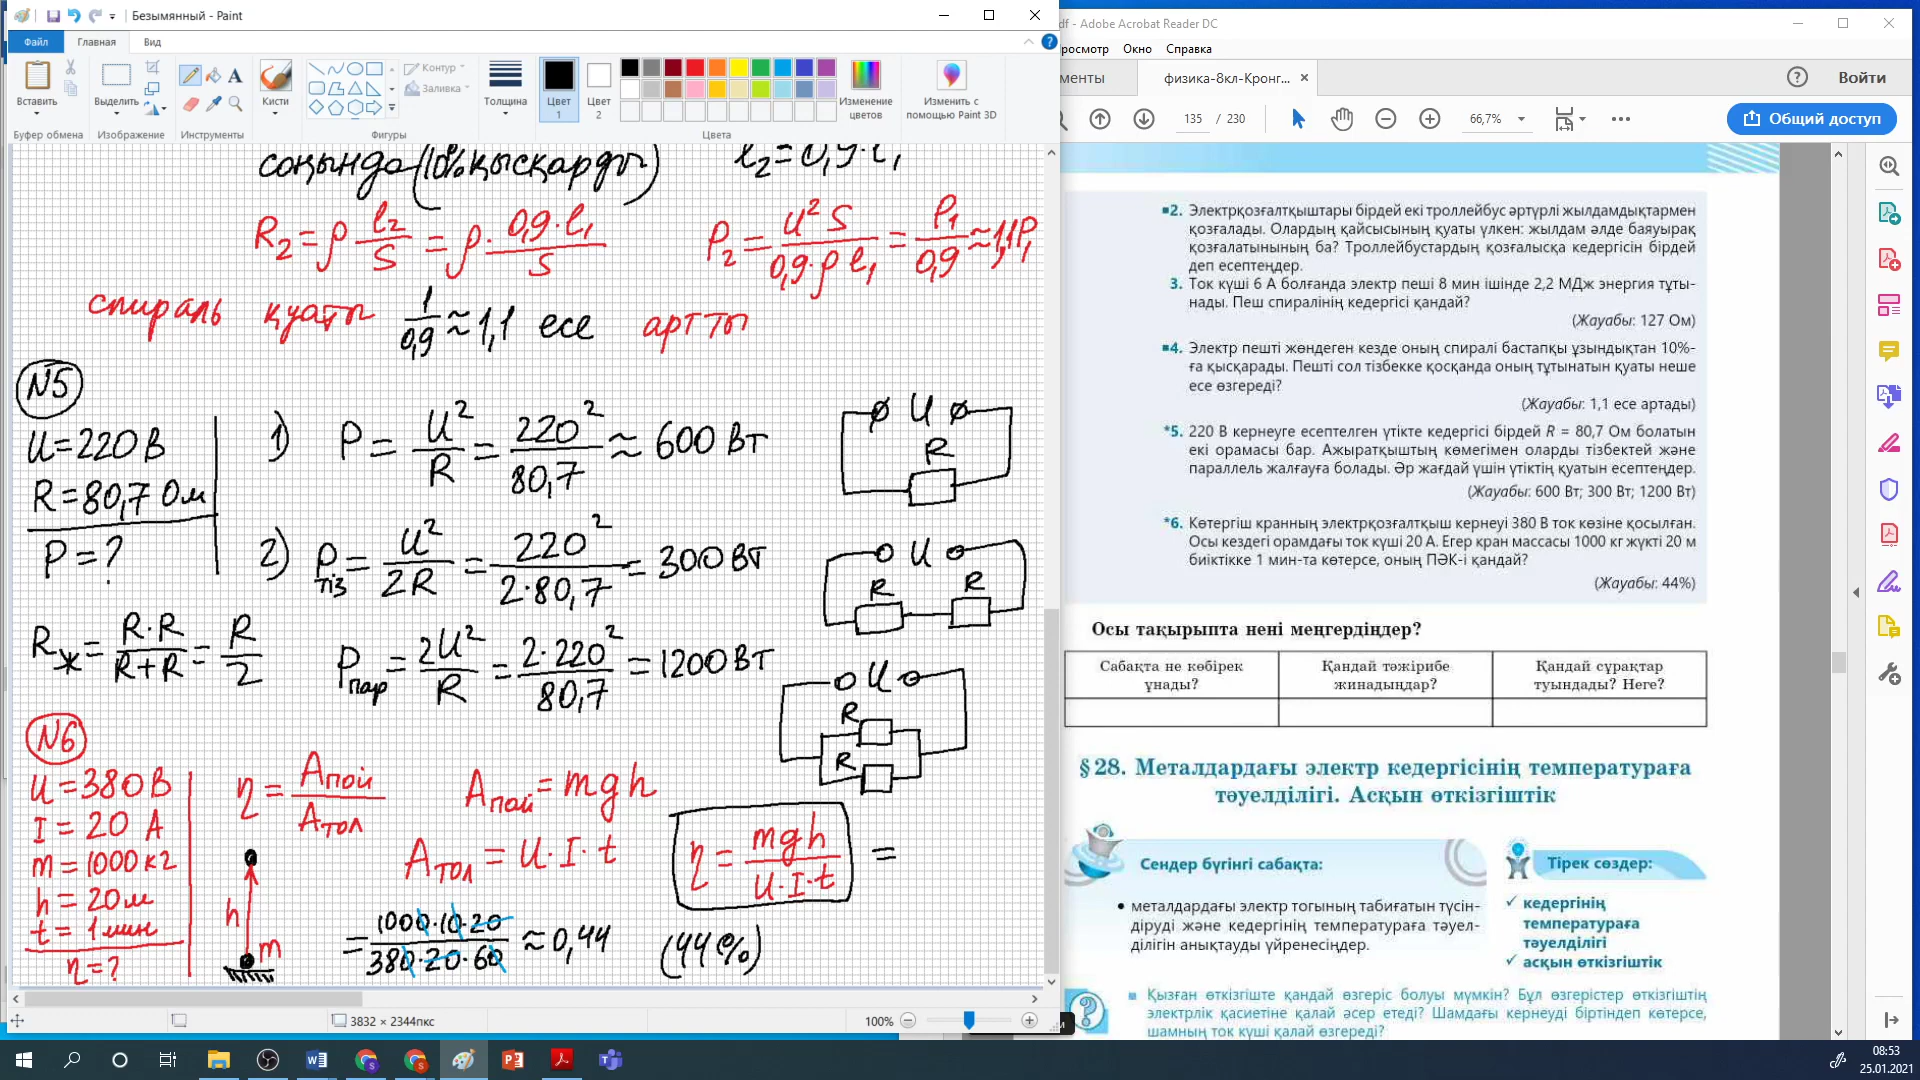 Безымянный - Paint
Файл
Главная
Вид
Вставить
Выделить
Кисти
Контур
Заливка
Толщина
Цвет 1
Цвет 2
Изменение цветов
Изменить с помощью Paint 3D
Буфер обмена
Изображение
Инструменты
Фигуры
Цвета
соңында (10% қысқарды) l₂ = 0,9·l₁
R₂ = ρ l₂/S = ρ · 0,9·l₁/S
P₂ = U²S/0,9·ρl₁ = P₁/0,9 ≈ 1,1P₁
спираль қуаты 1/0,9 ≈ 1,1 есе артты
N5
U = 220 В
R = 80,7 Ом
P = ?
1) P = U²/R = 220²/80,7 ≈ 600 Вт
U
R
2) Pтіз = U²/2R = 220²/2·80,7 = 300 Вт
U
R R
Rж = R·R/R+R = R/2
Pпар = 2U²/R = 2·220²/80,7 = 1200 Вт
U
R
R
N6
U = 380 В
I = 20 А
m = 1000 кг
h = 20 м
t = 1 мин
η = ?
h
m
η = Aпой/Aтол
Aпой = mgh
Aтол = U·I·t
η = mgh/U·I·t =
= 1000·10·20/380·20·60 ≈ 0,44 (44%)
3832 × 2344пкс
100%
df - Adobe Acrobat Reader DC
росмотр Окно Справка
менты
физика-8кл-Кронг...
Войти
135 / 230
66,7%
Общий доступ
▪2. Электрқозғалтқыштары бірдей екі троллейбус әртүрлі жылдамдықтармен
қозғалады. Олардың қайсысының қуаты үлкен: жылдам әлде баяуырақ
қозғалатынының ба? Троллейбустардың қозғалысқа кедергісін бірдей
деп есептеңдер.
3. Ток күші 6 А болғанда электр пеші 8 мин ішінде 2,2 МДж энергия тұты-
нады. Пеш спиралінің кедергісі қандай?
(Жауабы: 127 Ом)
▪4. Электр пешті жөндеген кезде оның спиралі бастапқы ұзындықтан 10%-
ға қысқарады. Пешті сол тізбекке қосқанда оның тұтынатын қуаты неше
есе өзгереді?
(Жауабы: 1,1 есе артады)
*5. 220 В кернеуге есептелген үтікте кедергісі бірдей R = 80,7 Ом болатын
екі орамасы бар. Ажыратқыштың көмегімен оларды тізбектей және
параллель жалғауға болады. Әр жағдай үшін үтіктің қуатын есептеңдер.
(Жауабы: 600 Вт; 300 Вт; 1200 Вт)
*6. Көтергіш кранның электрқозғалтқыш кернеуі 380 В ток көзіне қосылған.
Осы кездегі орамдағы ток күші 20 А. Егер кран массасы 1000 кг жүкті 20 м
биіктікке 1 мин-та көтерсе, оның ПӘК-і қандай?
(Жауабы: 44%)
Осы тақырыпта нені меңгердіңдер?
Сабақта не көбірек ұнады?
Қандай тәжірибе жинадыңдар?
Қандай сұрақтар туындады? Неге?
§ 28. Металдардағы электр кедергісінің температураға
тәуелділігі. Асқын өткізгіштік
Сендер бүгінгі сабақта:
• металдардағы электр тогының табиғатын түсін-
діруді және кедергінің температураға тәуел-
ділігін анықтауды үйренесіңдер.
Тірек сөздер:
✓ кедергінің
температураға
тәуелділігі
✓ асқын өткізгіштік
▪ Қызған өткізгіште қандай өзгеріс болуы мүмкін? Бұл өзгерістер өткізгіштің
электрлік қасиетіне қалай әсер етеді? Шамдағы кернеуді біртіндеп көтерсе,
шамның ток күші қалай өзгереді?
08:53
25.01.2021